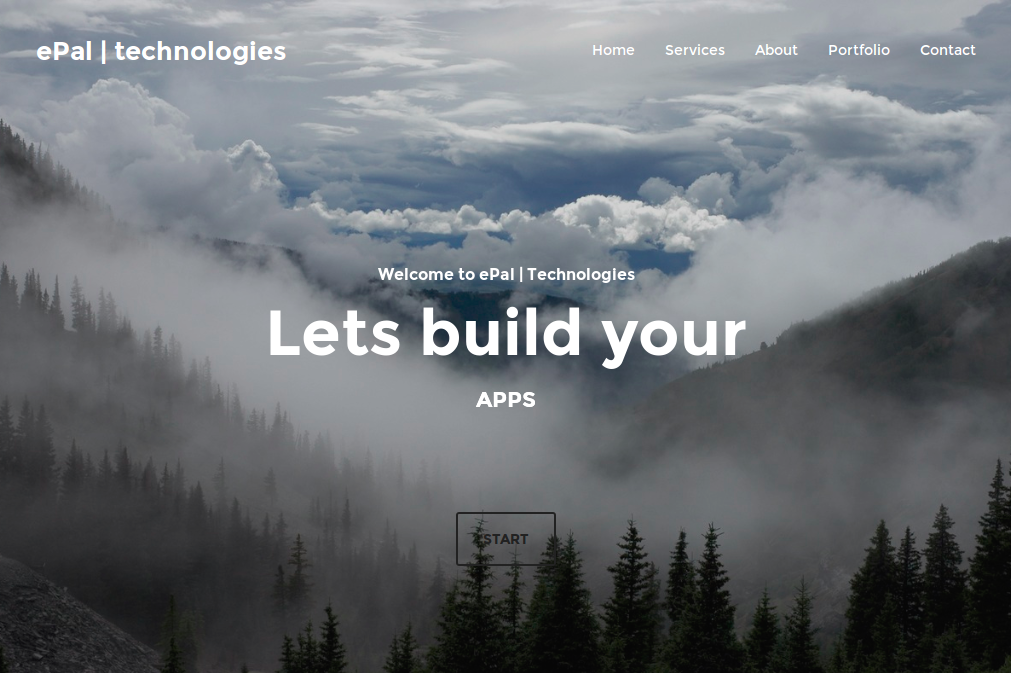 ePal | technologies
Home Services About Portfolio Contact
Welcome to ePal | Technologies
Lets build your
APPS
START